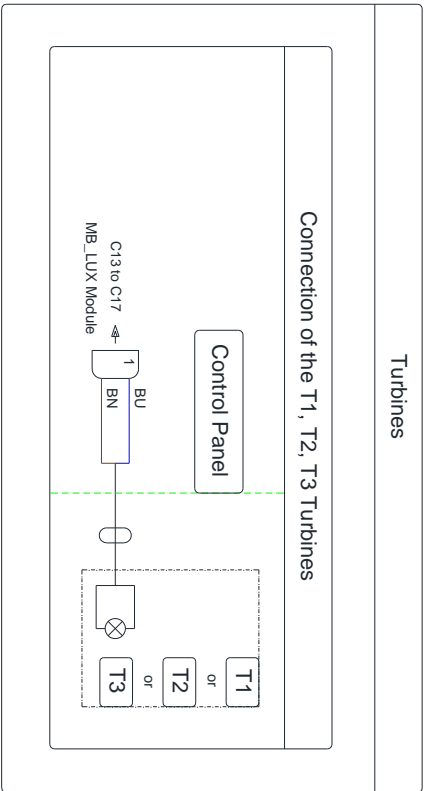 Turbines
Connection of the T1, T2, T3 Turbines
Control Panel
C13 to C17
MB_LUX Module
1
BU
BN
T1
or
T2
or
T3